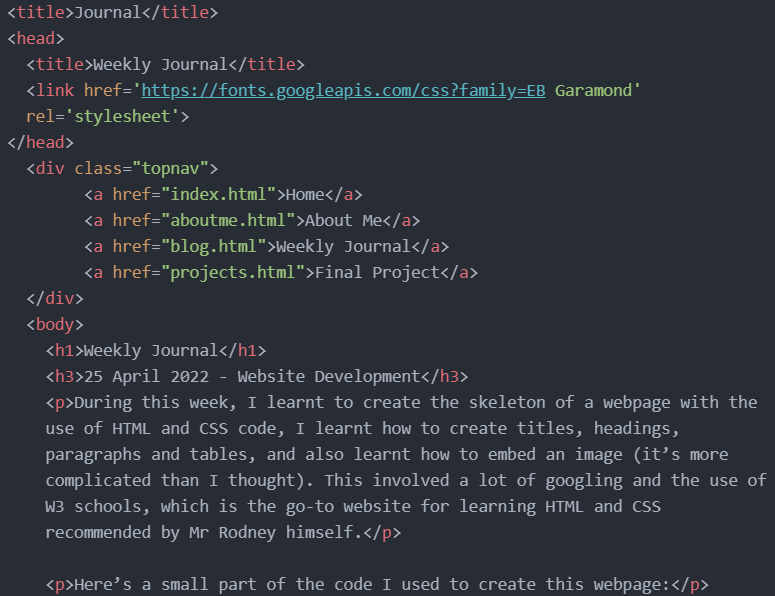 <title>Journal</title>
<head>
<title>Weekly Journal</title>
<link href='https://fonts.googleapis.com/css?family=EB Garamond'
rel='stylesheet'>
</head>
<div class="topnav">
<a href="index.html">Home</a>
<a href="aboutme.html">About Me</a>
<a href="blog.html">Weekly Journal</a>
<a href="projects.html">Final Project</a>
</div>
<body>
<h1>Weekly Journal</h1>
<h3>25 April 2022 - Website Development</h3>
<p>During this week, I learnt to create the skeleton of a webpage with the
use of HTML and CSS code, I learnt how to create titles, headings,
paragraphs and tables, and also learnt how to embed an image (it’s more
complicated than I thought). This involved a lot of googling and the use of
W3 schools, which is the go-to website for learning HTML and CSS
recommended by Mr Rodney himself.</p>
<p>Here’s a small part of the code I used to create this webpage:</p>